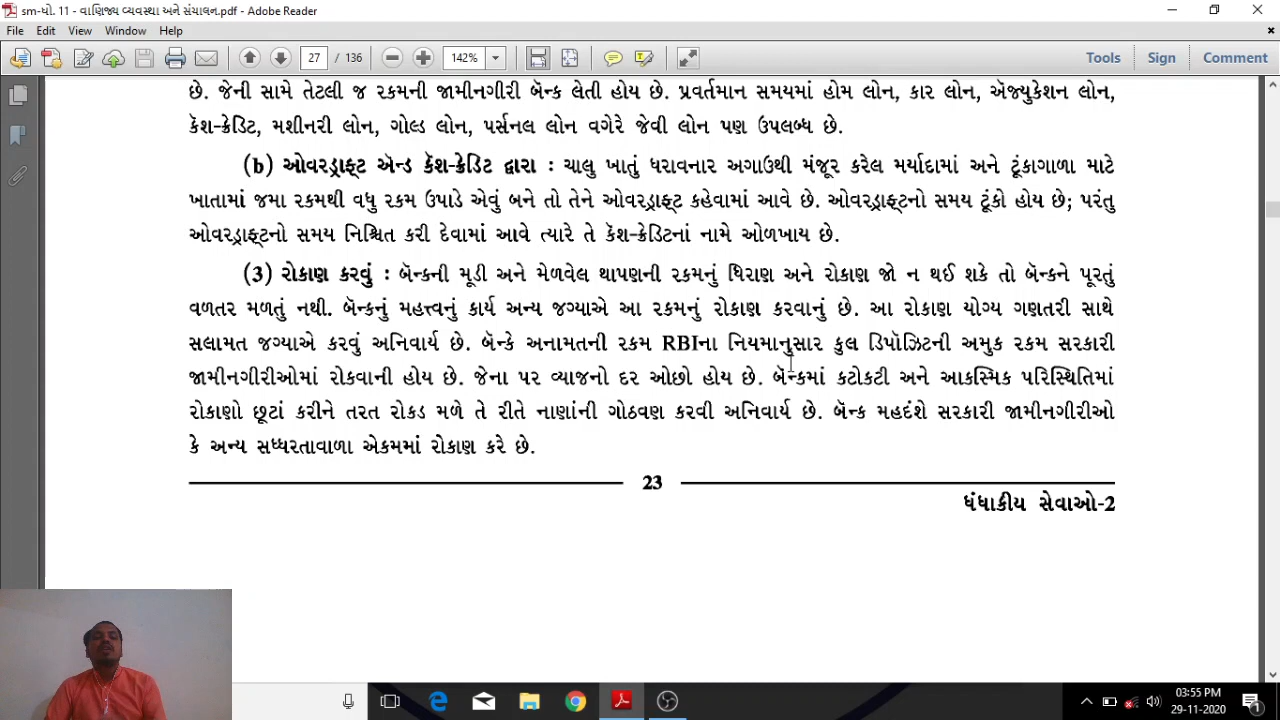 sm-ધો. 11 - વાણિજ્ય વ્યવસ્થા અને સંચાલન.pdf - Adobe Reader
File Edit View Window Help
27 / 136 142% Tools Sign Comment
છે. જેની સામે તેટલી જ રકમની જામીનગીરી બૅન્ક લેતી હોય છે. પ્રવર્તમાન સમયમાં હોમ લોન, કાર લોન, ઍજ્યુકેશન લોન,
કૅશ-ક્રેડિટ, મશીનરી લોન, ગોલ્ડ લોન, પર્સનલ લોન વગેરે જેવી લોન પણ ઉપલબ્ધ છે.
(b) ઓવરડ્રાફ્ટ ઍન્ડ કૅશ-ક્રેડિટ દ્વારા : ચાલુ ખાતું ધરાવનાર અગાઉથી મંજૂર કરેલ મર્યાદામાં અને ટૂંકાગાળા માટે
ખાતામાં જમા રકમથી વધુ રકમ ઉપાડે એવું બને તો તેને ઓવરડ્રાફ્ટ કહેવામાં આવે છે. ઓવરડ્રાફ્ટનો સમય ટૂંકો હોય છે; પરંતુ
ઓવરડ્રાફ્ટનો સમય નિશ્ચિત કરી દેવામાં આવે ત્યારે તે કૅશ-ક્રેડિટનાં નામે ઓળખાય છે.
(3) રોકાણ કરવું : બૅન્કની મૂડી અને મેળવેલ થાપણની રકમનું ધિરાણ અને રોકાણ જો ન થઈ શકે તો બૅન્કને પૂરતું
વળતર મળતું નથી. બૅન્કનું મહત્ત્વનું કાર્ય અન્ય જગ્યાએ આ રકમનું રોકાણ કરવાનું છે. આ રોકાણ યોગ્ય ગણતરી સાથે
સલામત જગ્યાએ કરવું અનિવાર્ય છે. બૅન્કે અનામતની રકમ RBIના નિયમાનુસાર કુલ ડિપૉઝિટની અમુક રકમ સરકારી
જામીનગીરીઓમાં રોકવાની હોય છે. જેના પર વ્યાજનો દર ઓછો હોય છે. બૅન્કમાં કટોકટી અને આકસ્મિક પરિસ્થિતિમાં
રોકાણો છૂટાં કરીને તરત રોકડ મળે તે રીતે નાણાંની ગોઠવણ કરવી અનિવાર્ય છે. બૅન્ક મહદંશે સરકારી જામીનગીરીઓ
કે અન્ય સધ્ધરતાવાળા એકમમાં રોકાણ કરે છે.
23
ધંધાકીય સેવાઓ-2
03:55 PM
29-11-2020